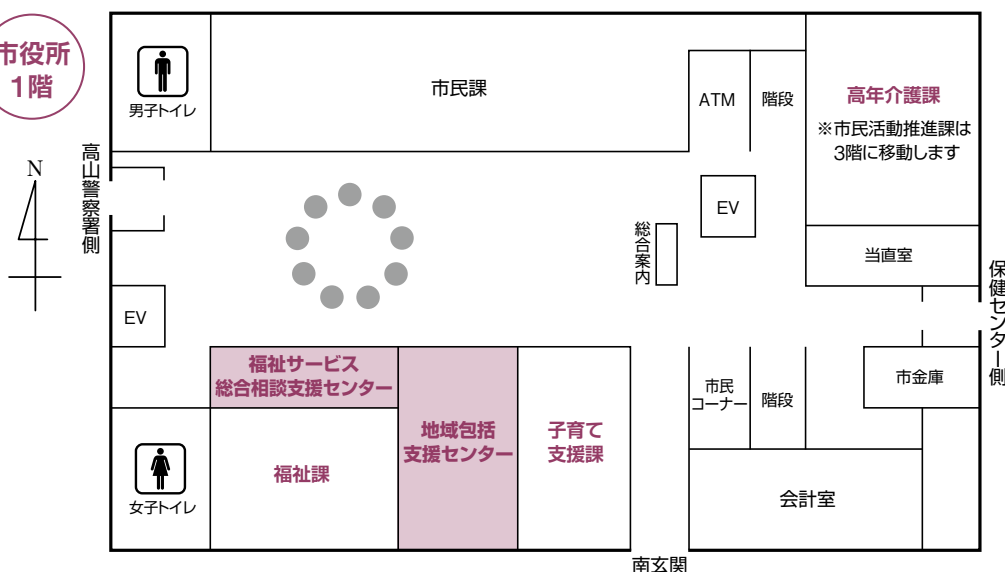 市役所
1階
N
高山警察署側
男子トイレ
市民課
ATM
階段
高年介護課
※市民活動推進課は
3階に移動します
EV
総合案内
当直室
保健センター側
EV
福祉サービス
総合相談支援センター
地域包括
支援センター
子育て
支援課
市民
コーナー
階段
市金庫
福祉課
女子トイレ
会計室
南玄関